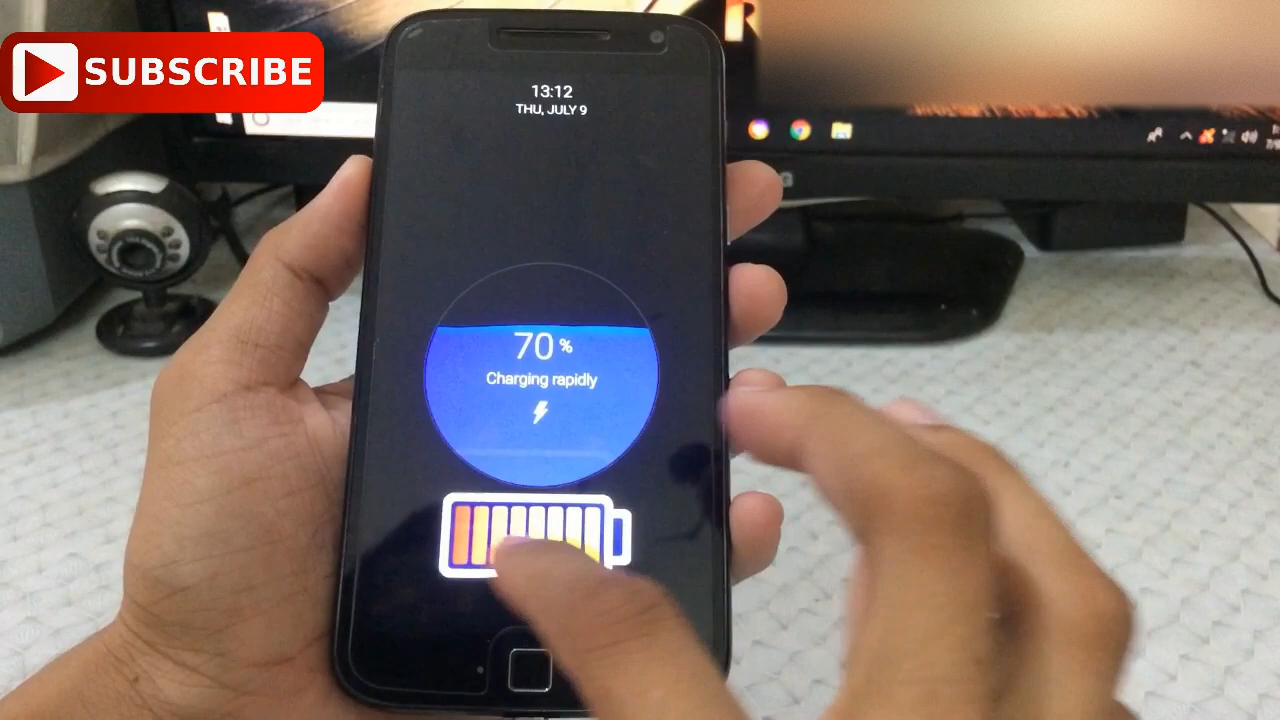 SUBSCRIBE
13:12
THU, JULY 9
70 %
Charging rapidly